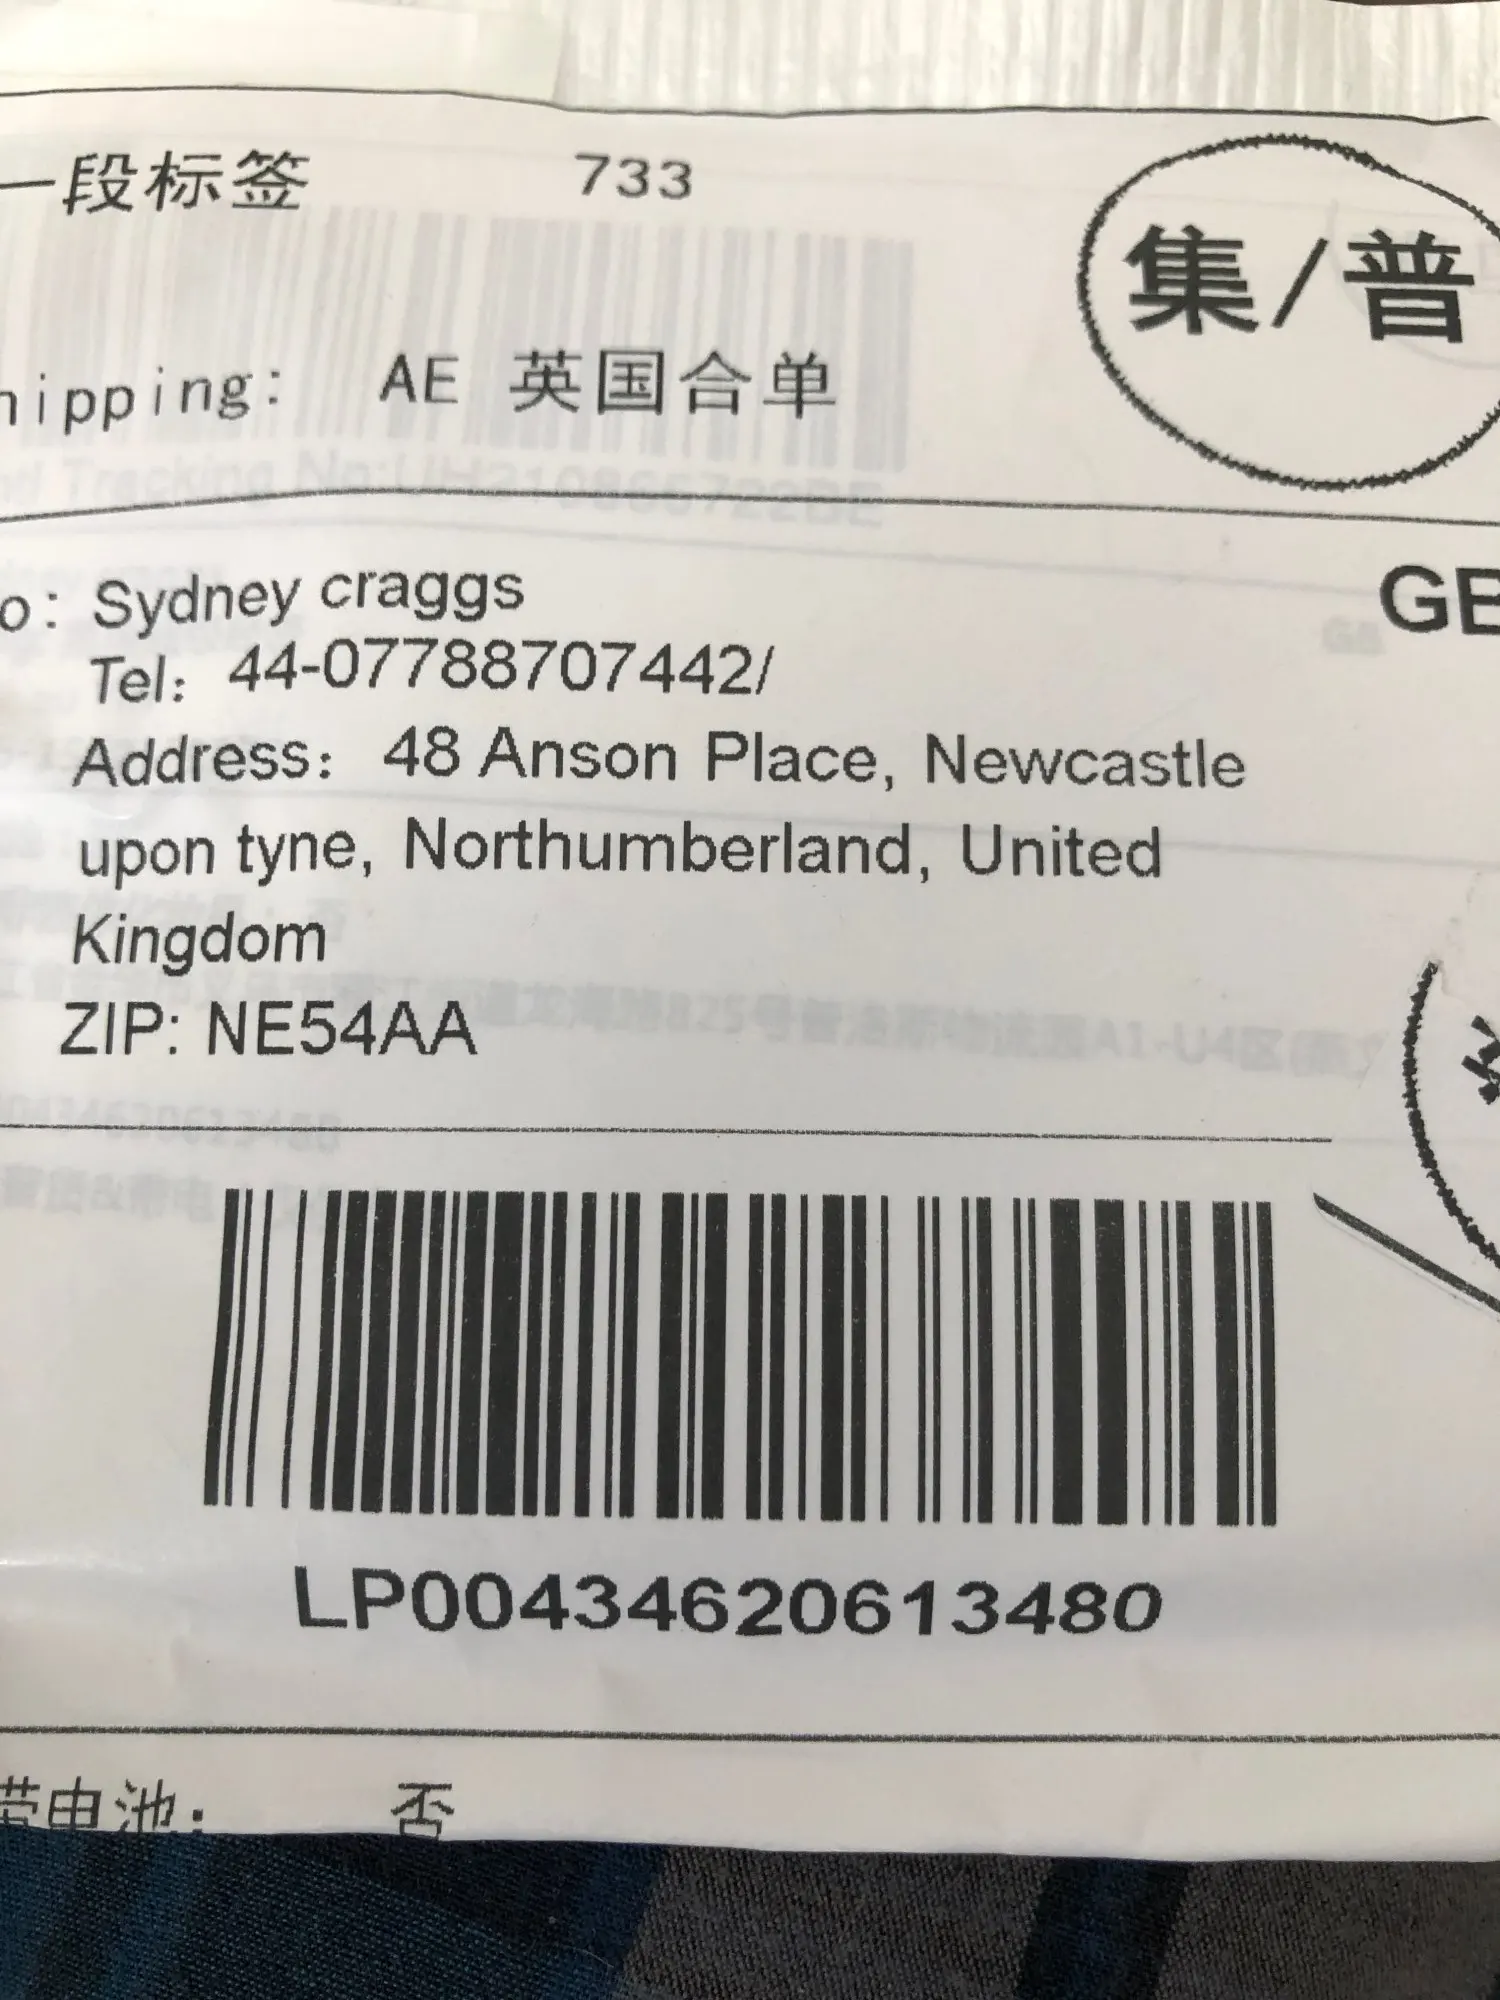 一段标签 733
集/普
hipping: AE 英国合单
o: Sydney craggs
GB
Tel: 44-07788707442/
Address: 48 Anson Place, Newcastle
upon tyne, Northumberland, United
Kingdom
ZIP: NE54AA
LP00434620613480
带电池: 否